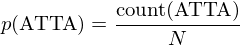 p(ATTA) = count(ATTA) / N